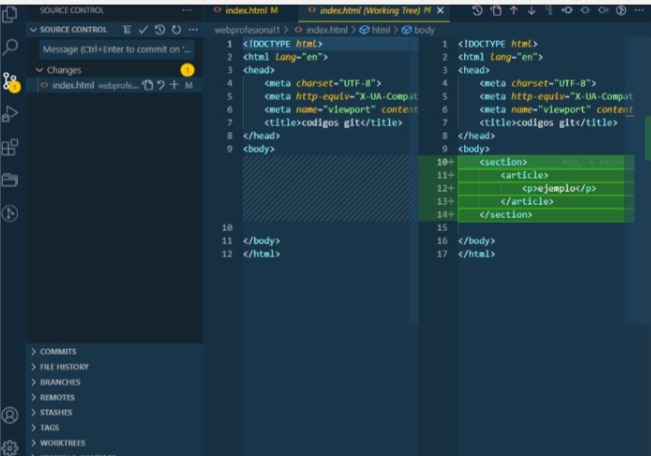 SOURCE CONTROL
SOURCE CONTROL
Message (Ctrl+Enter to commit on '...
Changes
1
index.html webprofe... M
1
COMMITS
FILE HISTORY
BRANCHES
REMOTES
STASHES
TAGS
WORKTREES
index.html M
index.html (Working Tree) M
webprofesional1 > index.html > html > body
1 <!DOCTYPE html>
2 <html lang="en">
3 <head>
4 <meta charset="UTF-8">
5 <meta http-equiv="X-UA-Compat
6 <meta name="viewport" content
7 <title>codigos git</title>
8 </head>
9 <body>
10
11 </body>
12 </html>
1 <!DOCTYPE html>
2 <html lang="en">
3 <head>
4 <meta charset="UTF-8">
5 <meta http-equiv="X-UA-Compat
6 <meta name="viewport" content
7 <title>codigos git</title>
8 </head>
9 <body>
10+ <section>
11+ <article>
12+ <p>ejemplo</p>
13+ </article>
14+ </section>
15
16 </body>
17 </html>